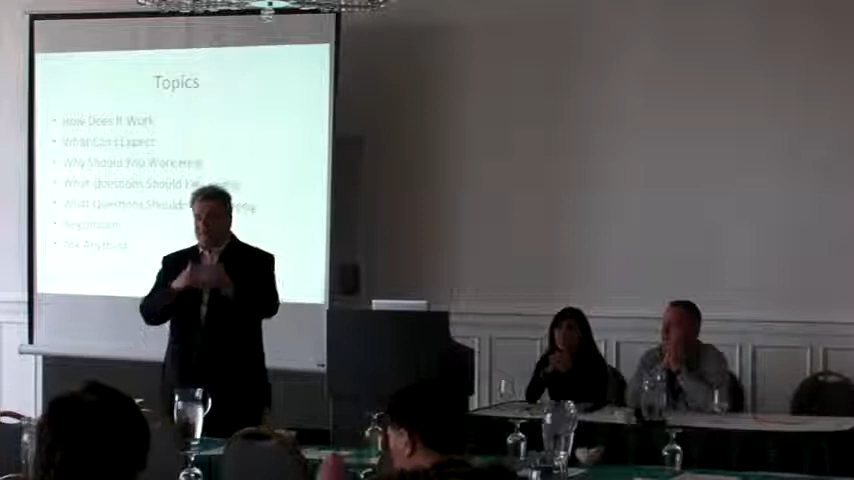 Topics
How Does It Work
What Can I Expect
Why Should You Work Here
What Questions Should I
What Questions Should
Negotiation
Ask Anything